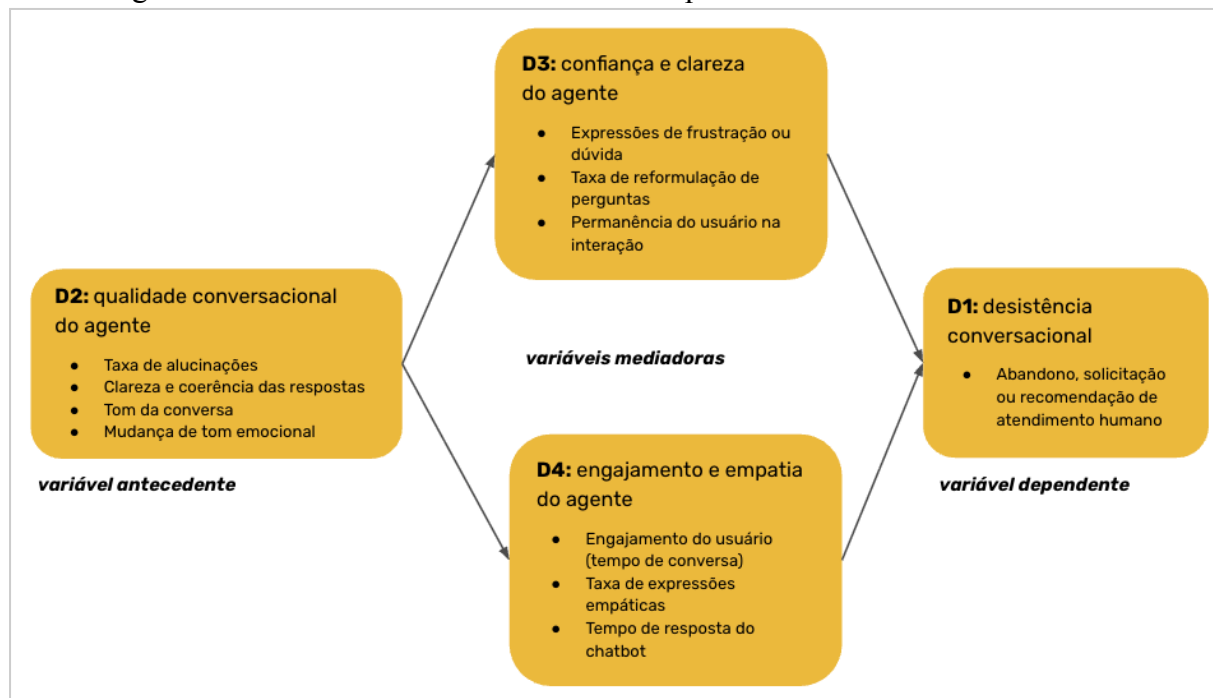 D3: confiança e clareza
do agente
● Expressões de frustração ou
dúvida
● Taxa de reformulação de
perguntas
● Permanência do usuário na
interação
D2: qualidade conversacional
do agente
● Taxa de alucinações
● Clareza e coerência das respostas
● Tom da conversa
● Mudança de tom emocional
variável antecedente
variáveis mediadoras
D4: engajamento e empatia
do agente
● Engajamento do usuário
(tempo de conversa)
● Taxa de expressões
empáticas
● Tempo de resposta do
chatbot
D1: desistência
conversacional
● Abandono, solicitação
ou recomendação de
atendimento humano
variável dependente